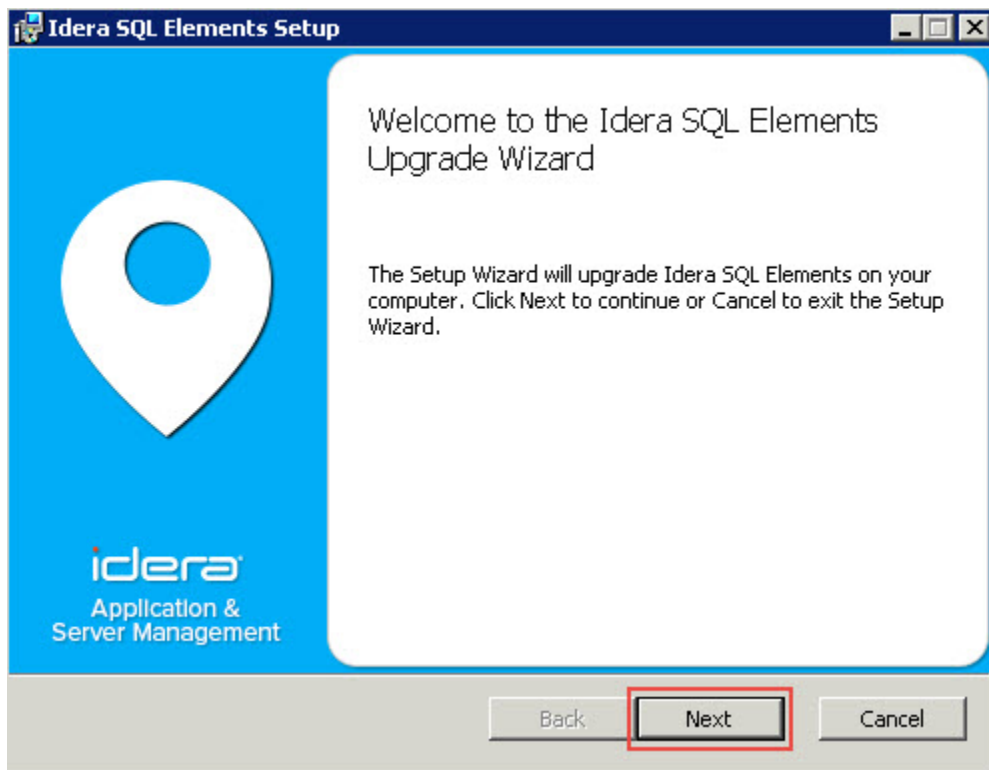 Idera SQL Elements Setup
Welcome to the Idera SQL Elements
Upgrade Wizard
The Setup Wizard will upgrade Idera SQL Elements on your
computer. Click Next to continue or Cancel to exit the Setup
Wizard.
idera
Application &
Server Management
Back
Next
Cancel